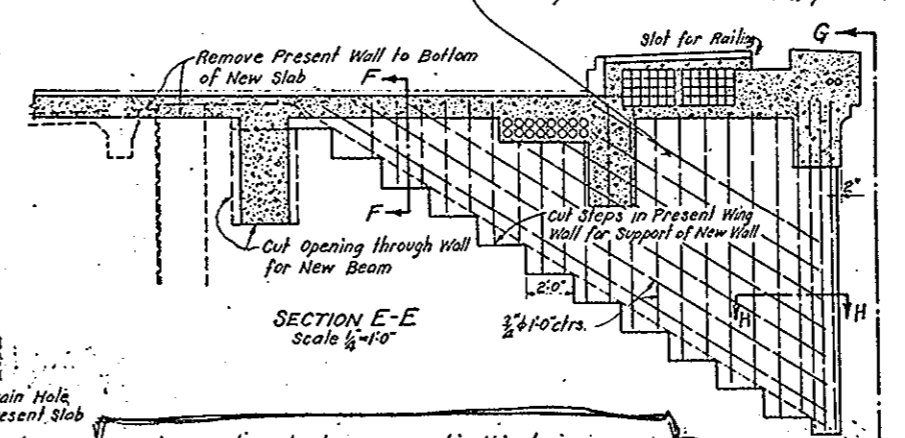 Slot for Railing
G
Remove Present Wall to Bottom
of New Slab
F
F
2"
Cut Steps in Present Wing
Wall for Support of New Wall
Cut Opening through Wall
for New Beam
2'-0"
H
H
SECTION E-E
Scale ¼"=1'-0"
¾"ϕ 1'-0" ctrs.
ain Hole
esent Slab